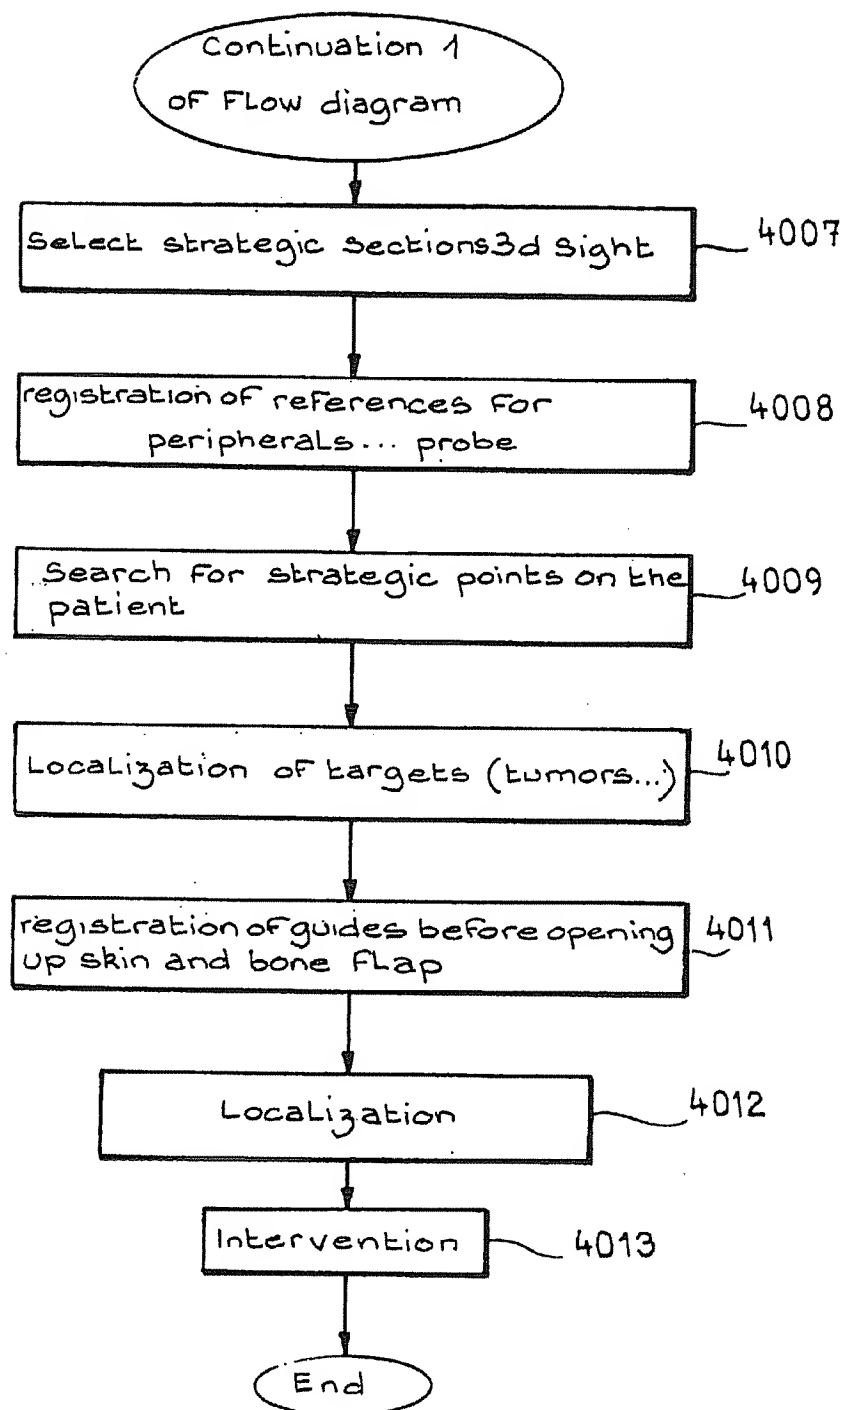 Continuation 1
of Flow diagram
Select strategic sections3d Sight
4007
registration of references for
peripherals... probe
4008
Search for strategic points on the
patient
4009
Localization of targets (tumors...)
4010
registration of guides before opening
up skin and bone flap
4011
Localization
4012
Intervention
4013
End